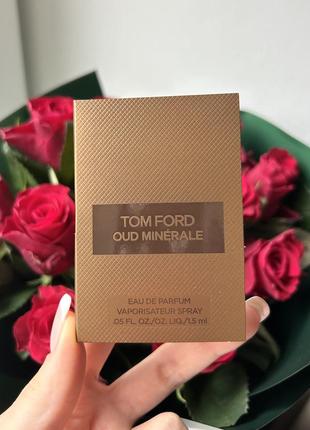 TOM FORD
OUD MINÉRALE
EAU DE PARFUM
VAPORISATEUR SPRAY
.05 FL. OZ./OZ. LIQ./1.5 ml